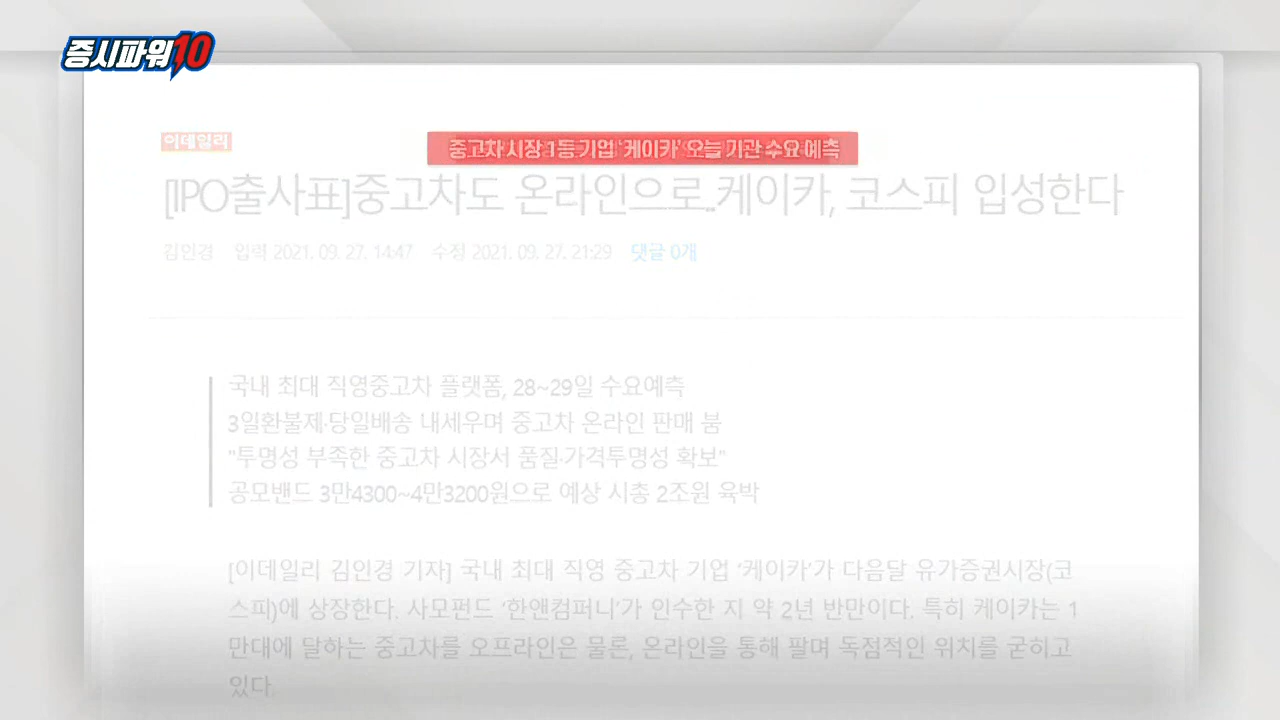 증시파워10
이데일리
중고차 시장 1등 기업 '케이카' 오늘 기관 수요 예측
[IPO출사표]중고차도 온라인으로..케이카, 코스피 입성한다
김인경 입력 2021. 09. 27. 14:47 수정 2021. 09. 27. 21:29 댓글 0개
국내 최대 직영중고차 플랫폼, 28~29일 수요예측
3일환불제·당일배송 내세우며 중고차 온라인 판매 붐
"투명성 부족한 중고차 시장서 품질·가격투명성 확보"
공모밴드 3만4300~4만3200원으로 예상 시총 2조원 육박
[이데일리 김인경 기자] 국내 최대 직영 중고차 기업 '케이카'가 다음달 유가증권시장(코
스피)에 상장한다. 사모펀드 '한앤컴퍼니'가 인수한 지 약 2년 반만이다. 특히 케이카는 1
만대에 달하는 중고차를 오프라인은 물론, 온라인을 통해 팔며 독점적인 위치를 굳히고
있다.